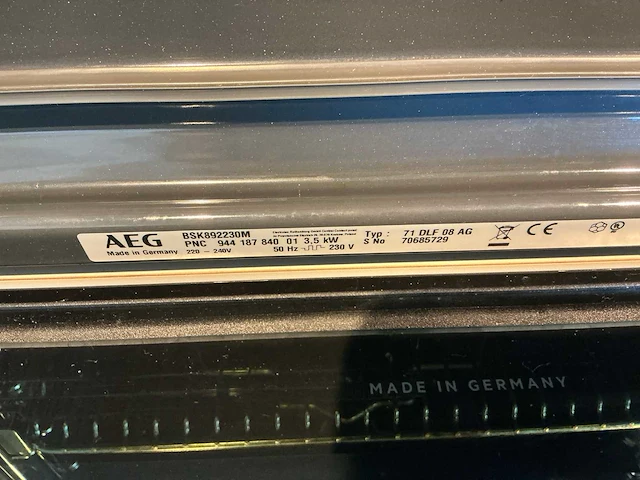 AEG
Made in Germany
BSK892230M
PNC 944 187 840 01 3,5 kW
220 - 240V 50 Hz 230 V
Typ : 71 DLF 08 AG
S No 70685729
CE
MADE IN GERMANY